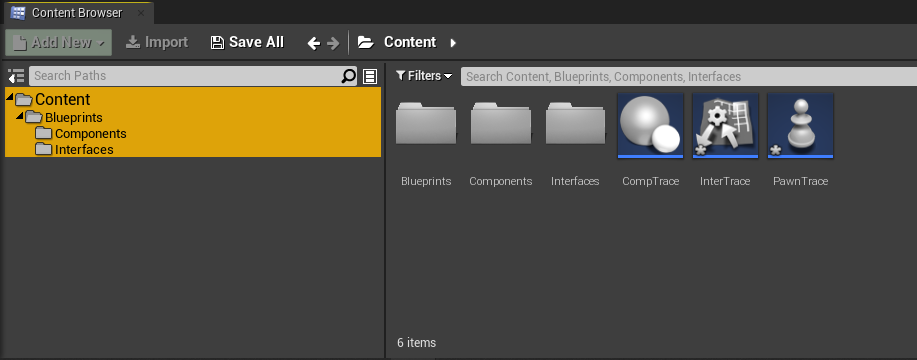 Content Browser
Add New Import Save All Content
Search Paths
Filters Search Content, Blueprints, Components, Interfaces
Content
Blueprints
Components
Interfaces
Blueprints Components Interfaces CompTrace InterTrace PawnTrace
6 items